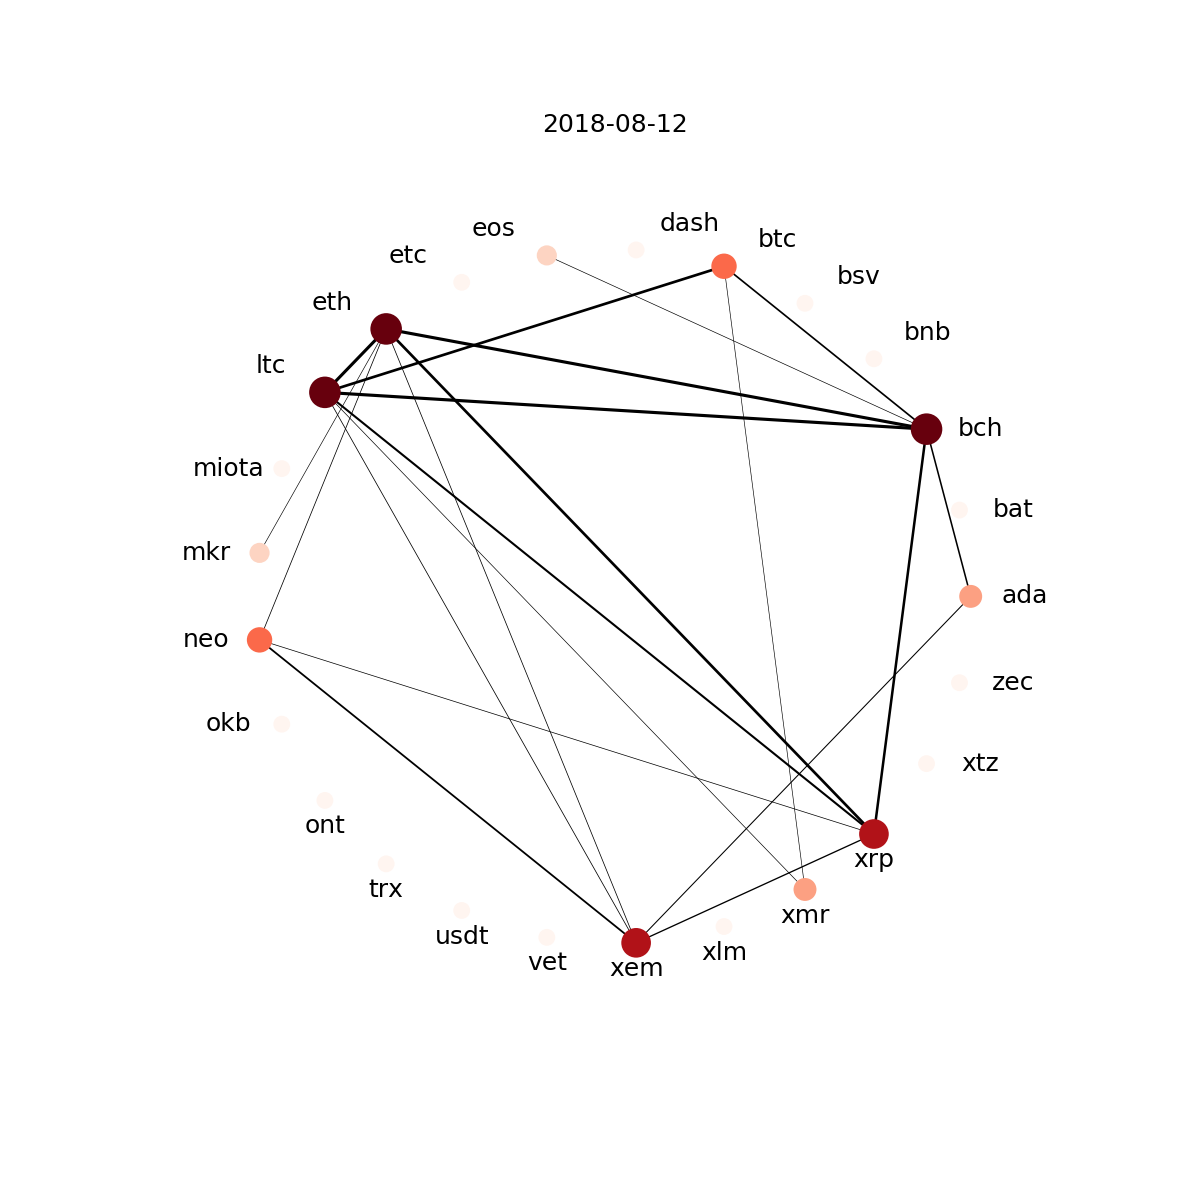 2018-08-12
dash
eos
btc
etc
bsv
eth
bnb
ltc
bch
miota
bat
mkr
ada
neo
zec
okb
xtz
ont
xrp
trx
xmr
usdt
xlm
vet
xem